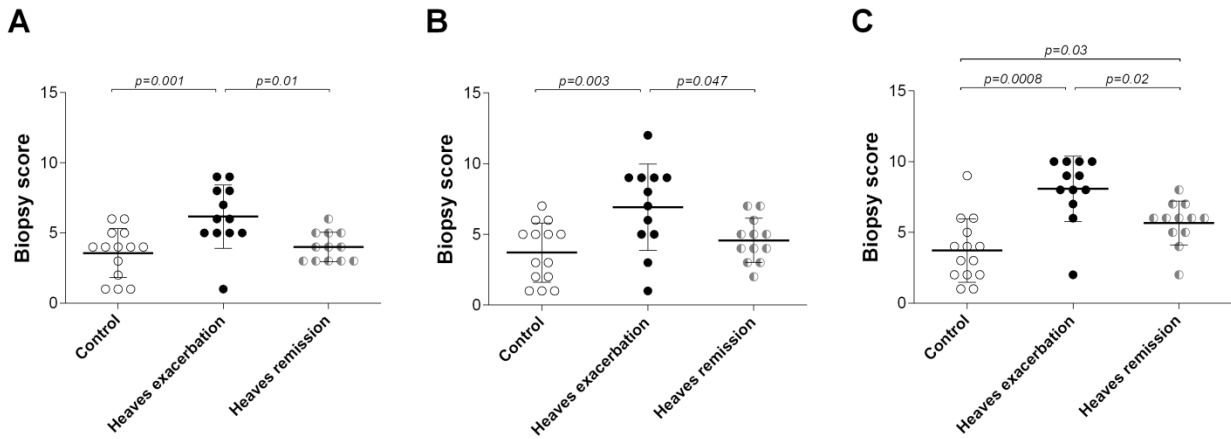 A
p=0.001
p=0.01
15
10
5
0
Biopsy score
Control
Heaves exacerbation
Heaves remission
B
p=0.003
p=0.047
15
10
5
0
Biopsy score
Control
Heaves exacerbation
Heaves remission
C
p=0.03
p=0.0008
p=0.02
15
10
5
0
Biopsy score
Control
Heaves exacerbation
Heaves remission